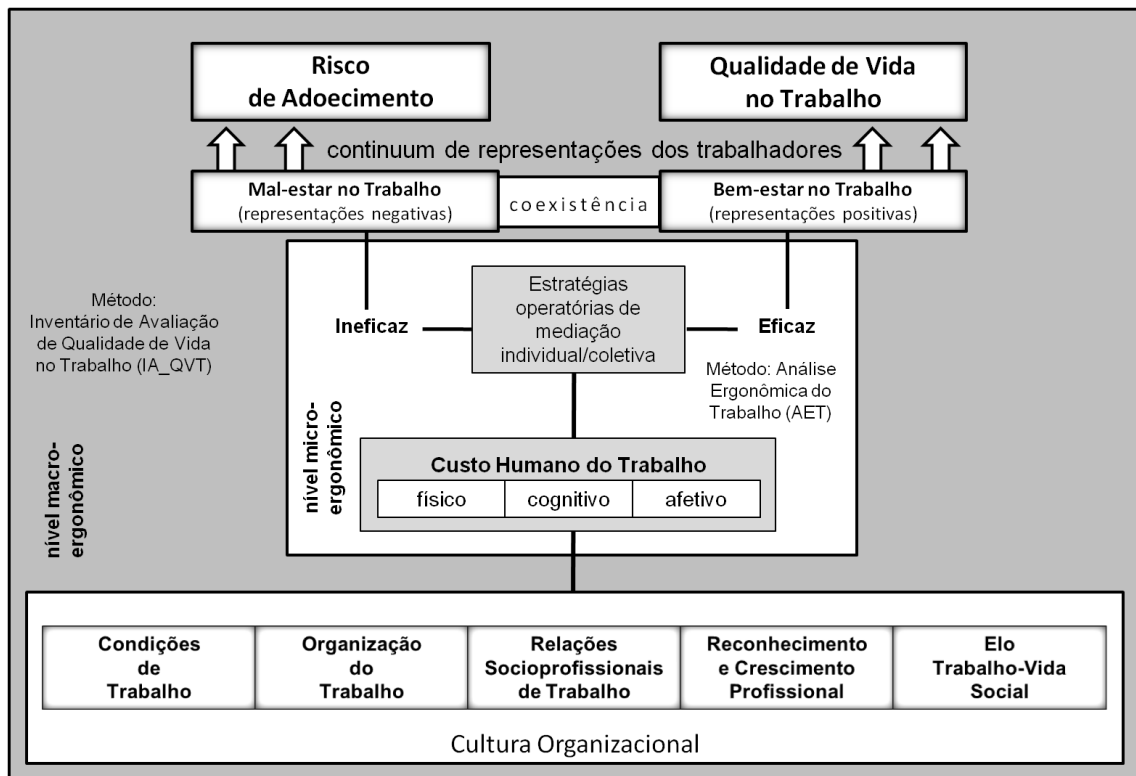 Risco
de Adoecimento
Qualidade de Vida
no Trabalho
continuum de representações dos trabalhadores
Mal-estar no Trabalho
(representações negativas)
coexistência
Bem-estar no Trabalho
(representações positivas)
Método:
Inventário de Avaliação
de Qualidade de Vida
no Trabalho (IA_QVT)
Ineficaz
Estratégias
operatórias de
mediação
individual/coletiva
Eficaz
Método: Análise
Ergonômica do
Trabalho (AET)
nível macro-
ergonômico
nível micro-
ergonômico
Custo Humano do Trabalho
físico
cognitivo
afetivo
Condições
de
Trabalho
Organização
do
Trabalho
Relações
Socioprofissionais
de Trabalho
Reconhecimento
e Crescimento
Profissional
Elo
Trabalho-Vida
Social
Cultura Organizacional